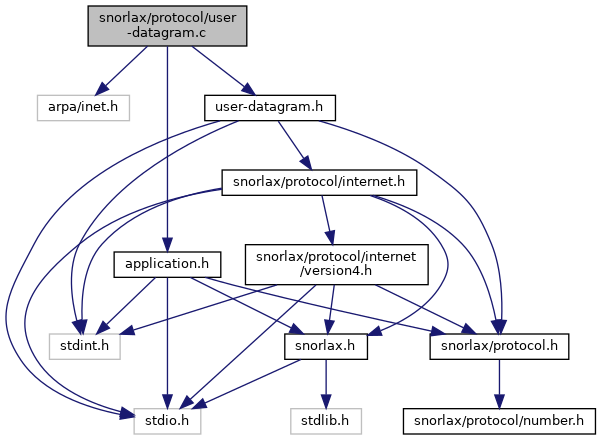 snorlax/protocol/user
-datagram.c
arpa/inet.h
user-datagram.h
snorlax/protocol/internet.h
application.h
snorlax/protocol/internet
/version4.h
stdint.h
snorlax.h
snorlax/protocol.h
stdio.h
stdlib.h
snorlax/protocol/number.h